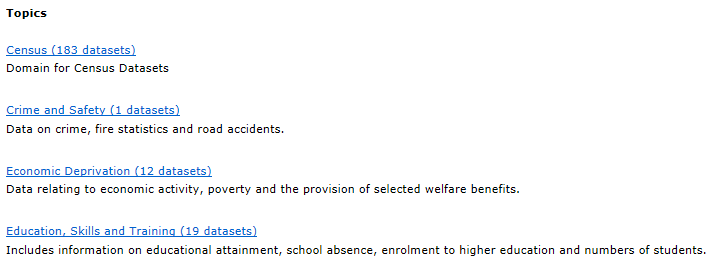 Topics
Census (183 datasets)
Domain for Census Datasets
Crime and Safety (1 datasets)
Data on crime, fire statistics and road accidents.
Economic Deprivation (12 datasets)
Data relating to economic activity, poverty and the provision of selected welfare benefits.
Education, Skills and Training (19 datasets)
Includes information on educational attainment, school absence, enrolment to higher education and numbers of students.